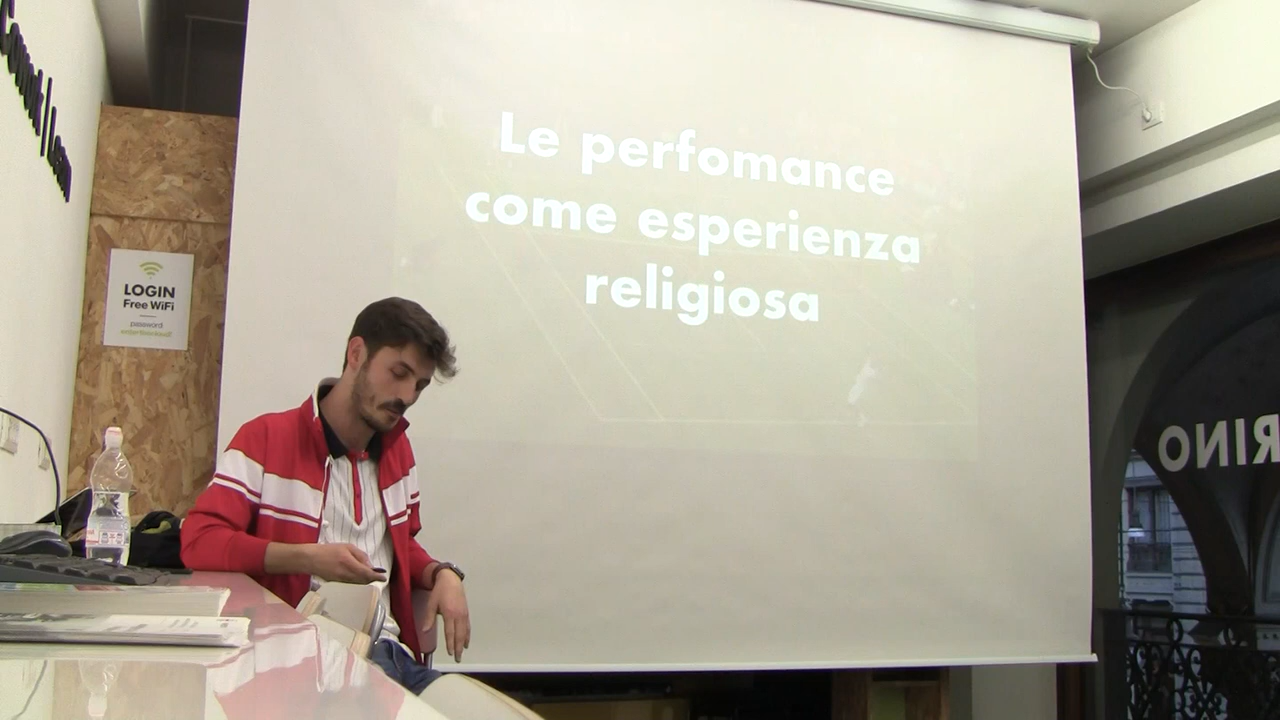 Le perfomance
come esperienza
religiosa
LOGIN
Free WiFi
password
RINO